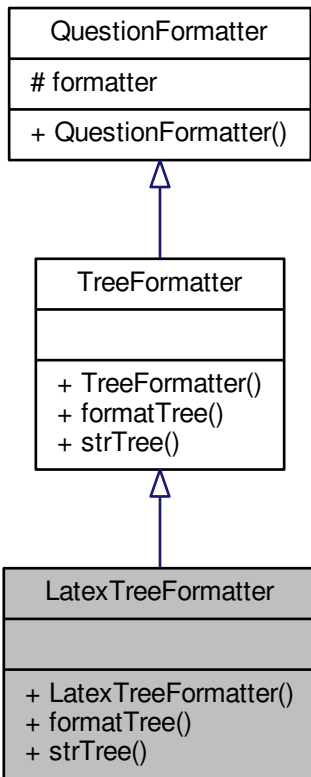 QuestionFormatter
# formatter
+ QuestionFormatter()
TreeFormatter
+ TreeFormatter()
+ formatTree()
+ strTree()
LatexTreeFormatter
+ LatexTreeFormatter()
+ formatTree()
+ strTree()